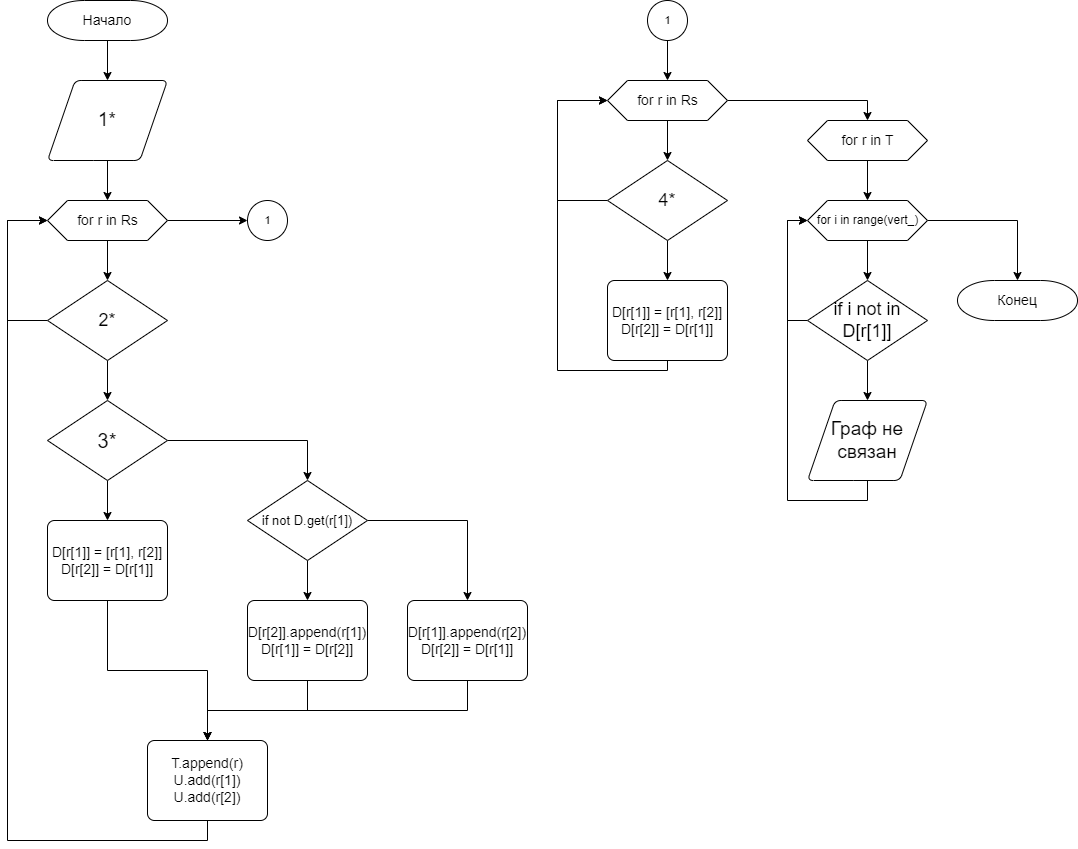 Начало
1*
for r in Rs
1
2*
3*
if not D.get(r[1])
D[r[1]] = [r[1], r[2]]
D[r[2]] = D[r[1]]
D[r[2]].append(r[1])
D[r[1]] = D[r[2]]
D[r[1]].append(r[2])
D[r[2]] = D[r[1]]
T.append(r)
U.add(r[1])
U.add(r[2])
1
for r in Rs
4*
D[r[1]] = [r[1], r[2]]
D[r[2]] = D[r[1]]
for r in T
for i in range(vert_)
Конец
if i not in
D[r[1]]
Граф не
связан